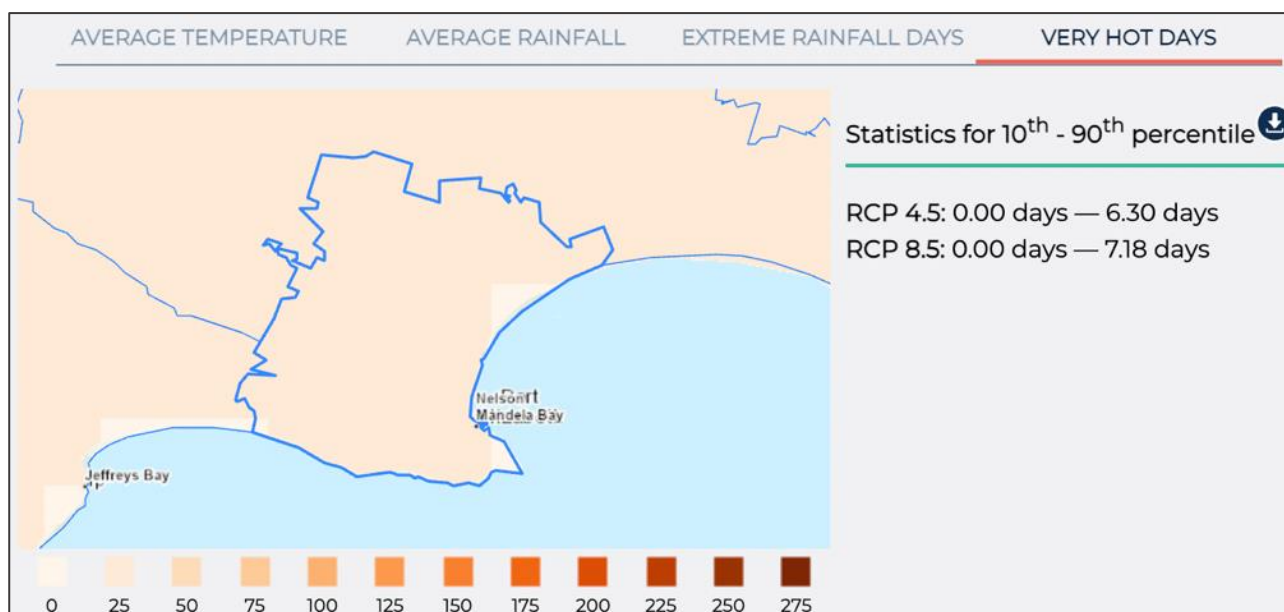 AVERAGE TEMPERATURE AVERAGE RAINFALL EXTREME RAINFALL DAYS VERY HOT DAYS
Statistics for 10th - 90th percentile
RCP 4.5: 0.00 days — 6.30 days
RCP 8.5: 0.00 days — 7.18 days
Nelson
Mandela Bay
Jeffreys Bay
0 25 50 75 100 125 150 175 200 225 250 275